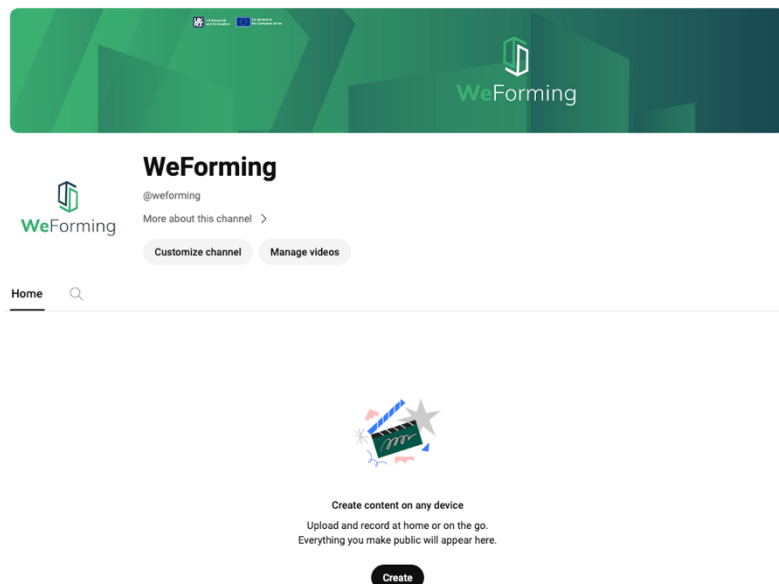 WeForming
WeForming
@weforming
More about this channel
WeForming
Customize channel
Manage videos
Home
Create content on any device
Upload and record at home or on the go.
Everything you make public will appear here.
Create